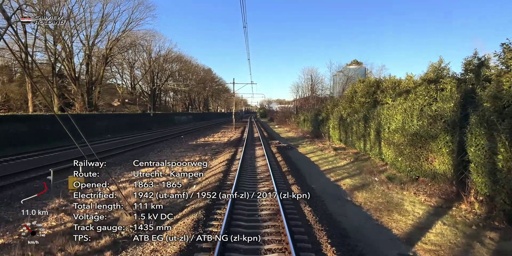 Railway: Centraalspoorweg
Route: Utrecht - Kampen
Opened: 1863 - 1865
Electrified: 1942 (ut-amf) / 1952 (amf-zl) / 2017 (zl-kpn)
Total length: 111 km
Voltage: 1.5 kV DC
Track gauge: 1435 mm
TPS: ATB EG (ut-zl) / ATB NG (zl-kpn)
11.0 km
km/h